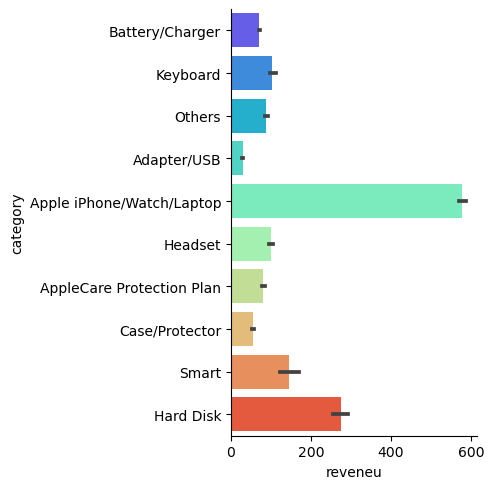 Battery/Charger
Keyboard
Others
Adapter/USB
Apple iPhone/Watch/Laptop
Headset
AppleCare Protection Plan
Case/Protector
Smart
Hard Disk
category
0 200 400 600
reveneu